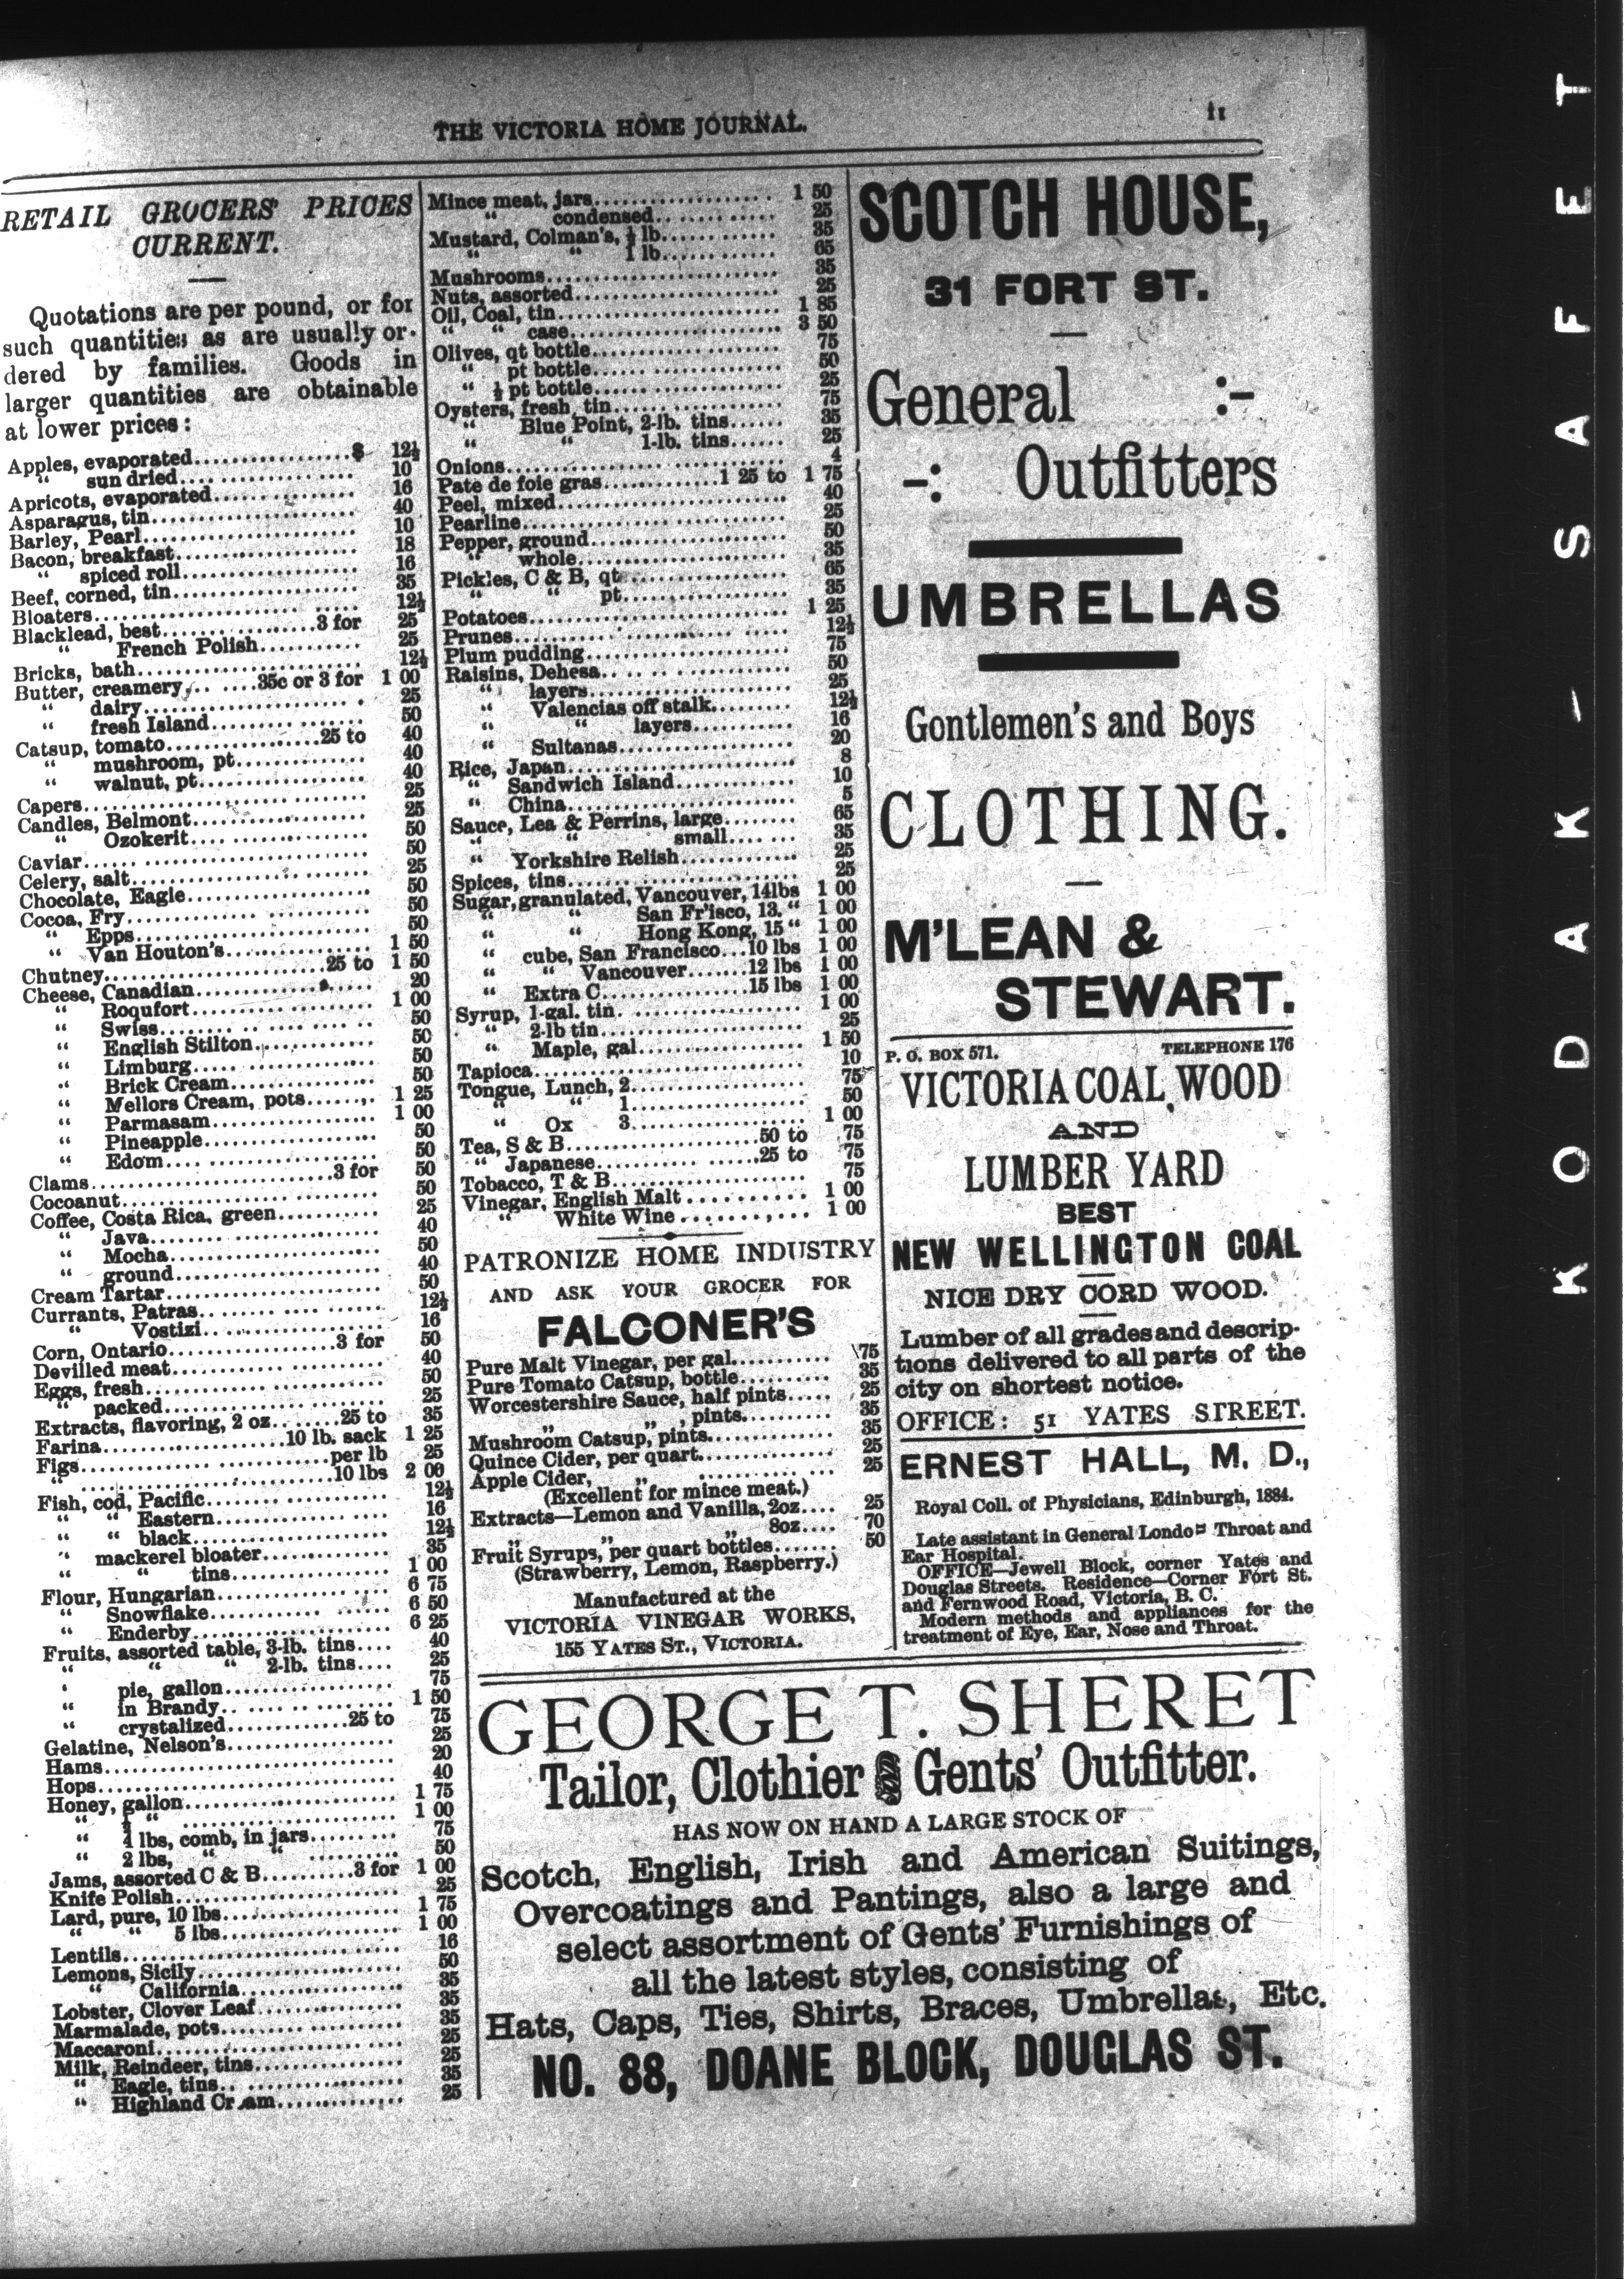 THE VICTORIA HOME JOURNAL.
11
RETAIL GROCERS' PRICES
CURRENT.
Quotations are per pound, or for
such quantities as are usually or-
dered by families. Goods in
larger quantities are obtainable
at lower prices:
Apples, evaporated.................$ 12½
“ sun dried................ 10
Apricots, evaporated................ 16
Asparagus, tin................ 40
Barley, Pearl................ 10
Bacon, breakfast................ 18
“ spiced roll................ 16
Beef, corned, tin................ 35
Bloaters................ 12½
Blacklead, best................3 for 25
“ French Polish........... 25
Bricks, bath................ 12½
Butter, creamery........35c or 3 for 1 00
“ dairy................ 25
“ fresh Island................ 50
Catsup, tomato................25 to 40
“ mushroom, pt............. 40
“ walnut, pt................ 40
Capers................ 25
Candles, Belmont................ 25
“ Ozokerit................ 50
Caviar................ 50
Celery, salt................ 25
Chocolate, Eagle................ 50
Cocoa, Fry................ 50
“ Epps................ 50
“ Van Houton's................ 1 50
Chutney................25 to 1 50
Cheese, Canadian................ 20
“ Roqufort................ 1 00
“ Swiss................ 50
“ English Stilton............ 50
“ Limburg................ 50
“ Brick Cream................ 50
“ Mellors Cream, pots........ 1 25
“ Parmasam................ 1 00
“ Pineapple................ 50
“ Edom................ 50
Clams................3 for 50
Cocoanut................ 50
Coffee, Costa Rica, green........... 25
“ Java................ 40
“ Mocha................ 50
“ ground................ 40
Cream Tartar................ 50
Currants, Patras................ 12½
“ Vostizi................ 16
Corn, Ontario................3 for 50
Devilled meat................ 40
Eggs, fresh................ 50
“ packed................ 25
Extracts, flavoring, 2 oz........25 to 35
Farina................10 lb. sack 1 25
Figs................per lb 25
“ ................10 lbs 2 00
Fish, cod, Pacific................ 12½
“ “ Eastern................ 16
“ “ black................ 12½
“ mackerel bloater................ 35
“ “ tins................ 1 00
Flour, Hungarian................ 6 75
“ Snowflake................ 6 50
“ Enderby................ 6 25
Fruits, assorted table, 3-lb. tins.... 40
“ “ “ 2-lb. tins.... 25
“ pie, gallon................ 75
“ in Brandy................ 1 50
“ crystalized.............25 to 75
Gelatine, Nelson's................ 25
Hams................ 20
Hops................ 40
Honey, gallon................ 1 75
“ ½ “ ................ 1 00
“ 4 lbs, comb, in jars........ 75
“ 2 lbs, “ “ ........ 50
Jams, assorted C & B..........3 for 1 00
Knife Polish................ 25
Lard, pure, 10 lbs................ 1 75
“ “ 5 lbs................ 1 00
Lentils................ 16
Lemons, Sicily................ 50
“ California................ 35
Lobster, Clover Leaf................ 35
Marmalade, pots................ 35
Maccaroni................ 25
Milk, Reindeer, tins................ 25
“ Eagle, tins................ 35
“ Highland Cr am............. 25
Mince meat, jars................ 1 50
“ condensed................ 25
Mustard, Colman's, ½ lb............ 35
“ “ 1 lb............ 65
Mushrooms................ 35
Nuts, assorted................ 25
Oil, Coal, tin................ 1 85
“ “ case................ 3 50
Olives, qt bottle................ 75
“ pt bottle................ 50
“ ½ pt bottle................ 25
Oysters, fresh, tin................ 75
“ Blue Point, 2-lb. tins...... 35
“ “ 1-lb. tins...... 25
Onions................ 4
Pate de foie gras............1 25 to 1 75
Peel, mixed................ 40
Pearline................ 25
Pepper, ground................ 50
“ whole................ 35
Pickles, C & B, qt................ 65
“ “ pt................ 35
Potatoes................ 1 25
Prunes................ 12½
Plum pudding................ 75
Raisins, Dehesa................ 50
“ layers................ 25
“ Valencias off stalk......... 12½
“ “ layers.......... 16
“ Sultanas................ 20
Rice, Japan................ 8
“ Sandwich Island............ 10
“ China................ 5
Sauce, Lea & Perrins, large........ 65
“ “ small....... 35
“ Yorkshire Relish............ 25
Spices, tins................ 25
Sugar, granulated, Vancouver, 14lbs 1 00
“ “ San Fr'isco, 13. “ 1 00
“ “ Hong Kong, 15 “ 1 00
“ cube, San Francisco...10 lbs 1 00
“ “ Vancouver.......12 lbs 1 00
“ Extra C................15 lbs 1 00
Syrup, 1-gal. tin................ 1 00
“ 2-lb tin................ 25
“ Maple, gal................ 1 50
Tapioca................ 10
Tongue, Lunch, 2................ 75
“ “ 1................ 50
“ Ox 3................ 1 00
Tea, S & B................50 to 75
“ Japanese................25 to 75
Tobacco, T & B................ 75
Vinegar, English Malt.......... 1 00
“ White Wine.......... 1 00
PATRONIZE HOME INDUSTRY
AND ASK YOUR GROCER FOR
FALCONER'S
Pure Malt Vinegar, per gal........... 75
Pure Tomato Catsup, bottle.......... 35
Worcestershire Sauce, half pints..... 25
„ „ , pints.......... 35
Mushroom Catsup, pints............. 35
Quince Cider, per quart............. 25
Apple Cider, „ ............. 25
(Excellent for mince meat.)
Extracts—Lemon and Vanilla, 2oz.... 25
„ „ „ 8oz.... 70
Fruit Syrups, per quart bottles....... 50
(Strawberry, Lemon, Raspberry.)
Manufactured at the
VICTORIA VINEGAR WORKS,
155 YATES ST., VICTORIA.
SCOTCH HOUSE,
31 FORT ST.
General :-
-: Outfitters
UMBRELLAS
Gontlemen's and Boys
CLOTHING.
M'LEAN &
STEWART.
P. O. BOX 571. TELEPHONE 176
VICTORIA COAL, WOOD
AND
LUMBER YARD
BEST
NEW WELLINGTON COAL
NICE DRY CORD WOOD.
Lumber of all grades and descrip-
tions delivered to all parts of the
city on shortest notice.
OFFICE: 51 YATES STREET.
ERNEST HALL, M. D.,
Royal Coll. of Physicians, Edinburgh, 1884.
Late assistant in General London Throat and
Ear Hospital.
OFFICE—Jewell Block, corner Yates and
Douglas Streets. Residence—Corner Fort St.
and Fernwood Road, Victoria, B. C.
Modern methods and appliances for the
treatment of Eye, Ear, Nose and Throat.
GEORGE T. SHERET
Tailor, Clothier & Gents' Outfitter.
HAS NOW ON HAND A LARGE STOCK OF
Scotch, English, Irish and American Suitings,
Overcoatings and Pantings, also a large and
select assortment of Gents' Furnishings of
all the latest styles, consisting of
Hats, Caps, Ties, Shirts, Braces, Umbrellas, Etc.
NO. 88, DOANE BLOCK, DOUGLAS ST.
KODAK-SAFET